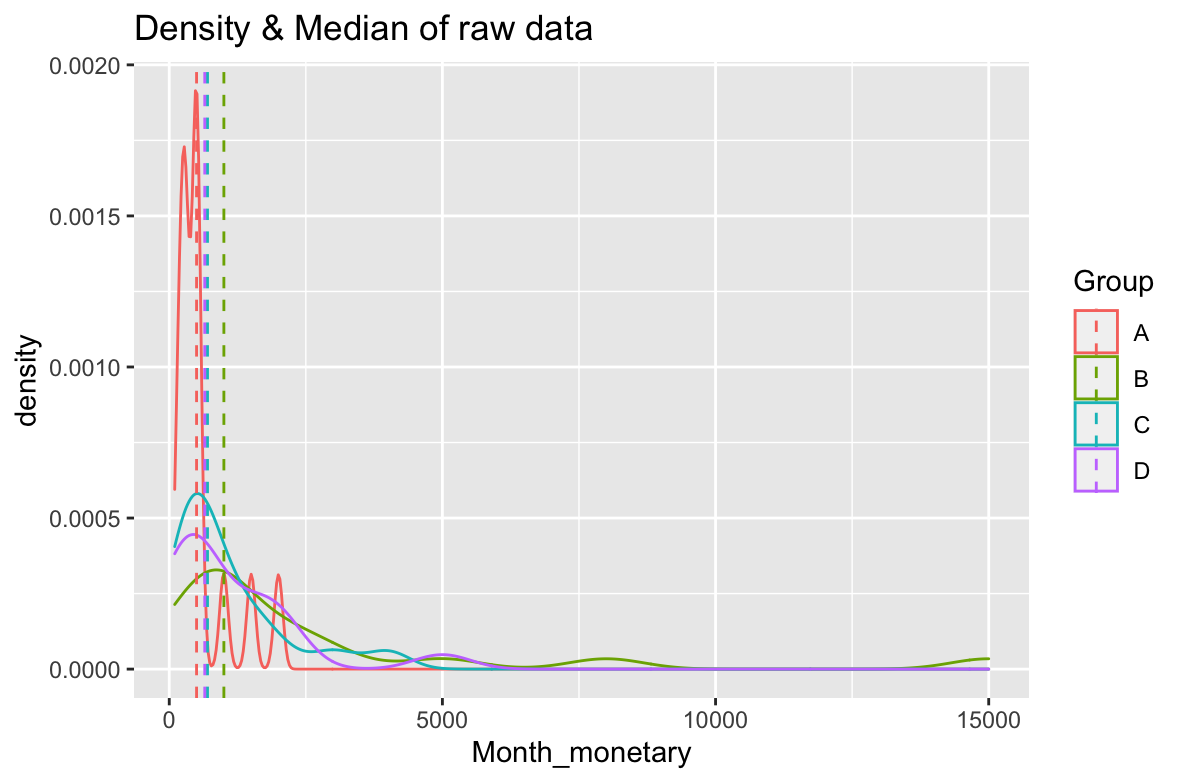 Density & Median of raw data
0.0020
0.0015
0.0010
0.0005
0.0000
density
0 5000 10000 15000
Month_monetary
Group
A
B
C
D